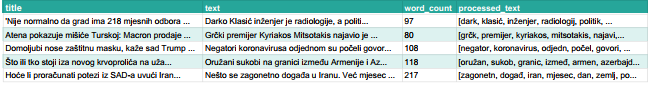 title text word_count processed_text
'Nije normalno da grad ima 218 mjesnih odbora ... Darko Klasić inženjer je radiologije, a politi... 97 [dark, klasić, inženjer, radiologij, politik, ...
Atena pokazuje mišiće Turskoj: Macron prodaje ... Grčki premijer Kyriakos Mitsotakis najavio je ... 80 [grčk, premijer, kyriakos, mitsotakis, najavi,...
Domoljubi nose zaštitnu masku, kaže sad Trump ... Negatori koronavirusa odjednom su počeli govor... 108 [negator, koronavirus, odjedn, počel, govori, ...
Što ili tko stoji iza novog krvoprolića na uža... Oružani sukobi na granici između Armenije i Az... 118 [oružan, sukob, granic, između, armen, azerbajd...
Hoće li proračunati potezi iz SAD-a uvući Iran... Nešto se zagonetno događa u Iranu. Već mjesec ... 217 [zagonetn, događ, iran, mjesec, dan, zemlj, po...